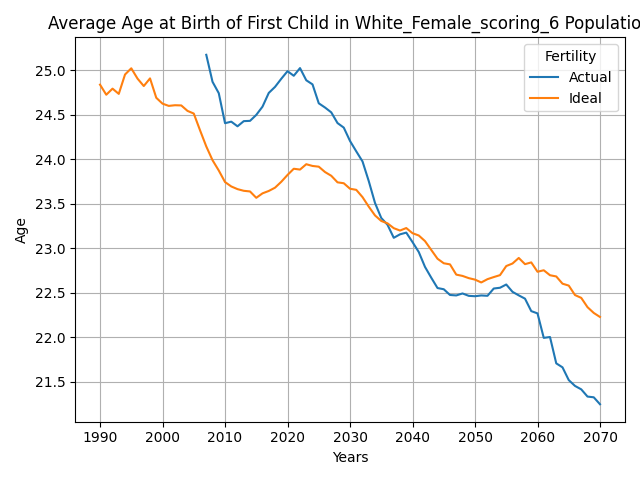 Average Age at Birth of First Child in White_Female_scoring_6 Populatio
Fertility
Actual
Ideal
25.0
24.5
24.0
23.5
23.0
22.5
22.0
21.5
Age
1990 2000 2010 2020 2030 2040 2050 2060 2070
Years